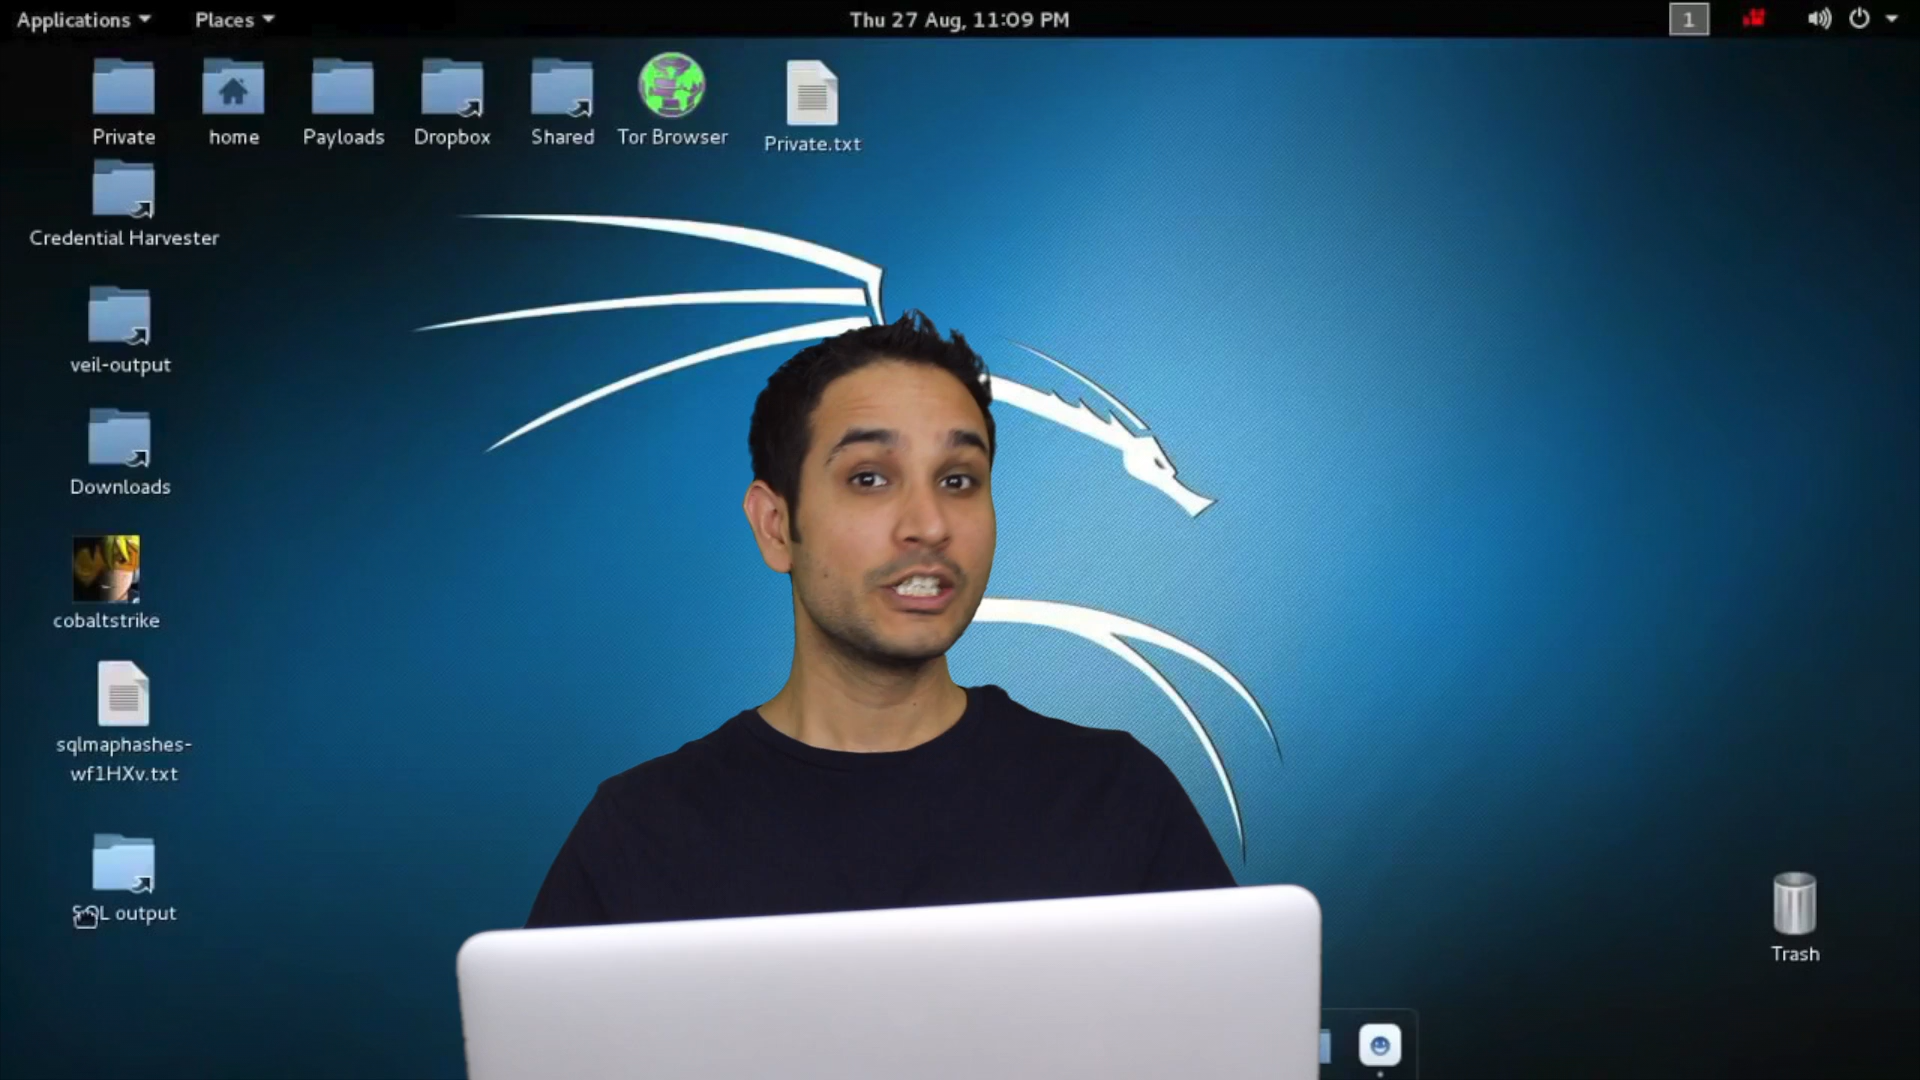 Applications
Places
Thu 27 Aug, 11:09 PM
1
Private
home
Payloads
Dropbox
Shared
Tor Browser
Private.txt
Credential Harvester
veil-output
Downloads
cobaltstrike
sqlmaphashes-
wf1HXv.txt
SQL output
Trash